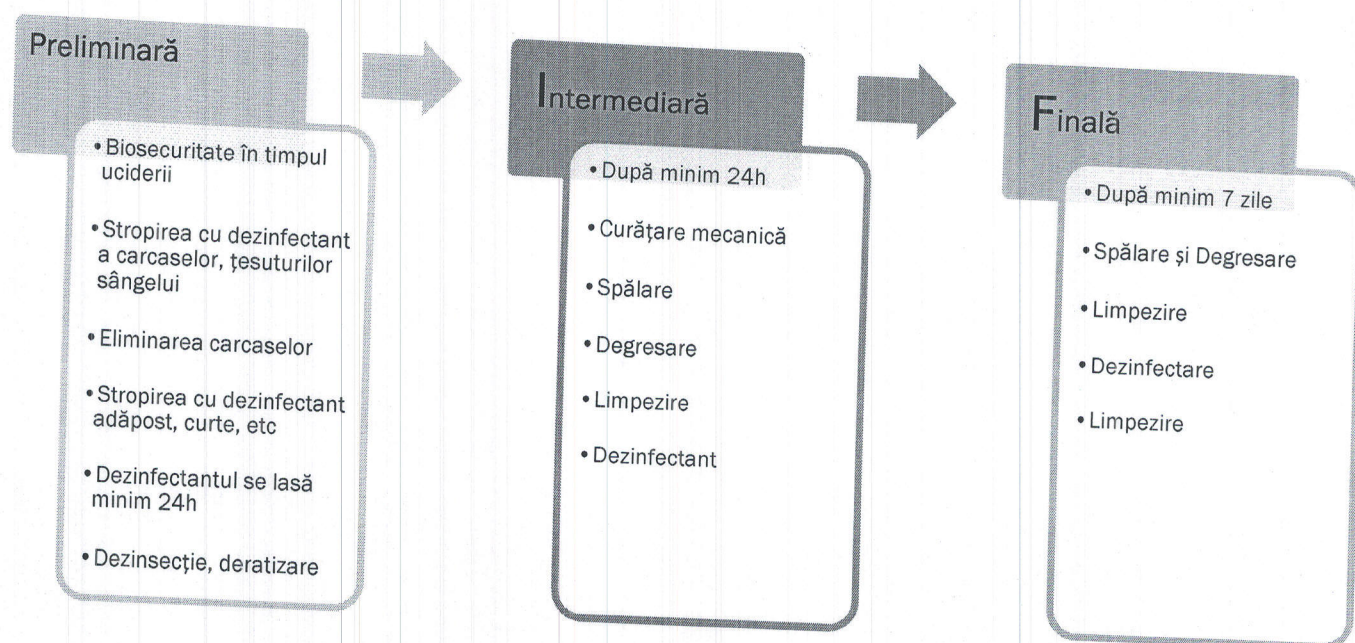 Preliminară
• Biosecuritate în timpul
uciderii
• Stropirea cu dezinfectant
a carcaselor, țesuturilor
sângelui
• Eliminarea carcaselor
• Stropirea cu dezinfectant
adăpost, curte, etc
• Dezinfectantul se lasă
minim 24h
• Dezinsecție, deratizare
Intermediară
• După minim 24h
• Curățare mecanică
• Spălare
• Degresare
• Limpezire
• Dezinfectant
Finală
• După minim 7 zile
• Spălare și Degresare
• Limpezire
• Dezinfectare
• Limpezire